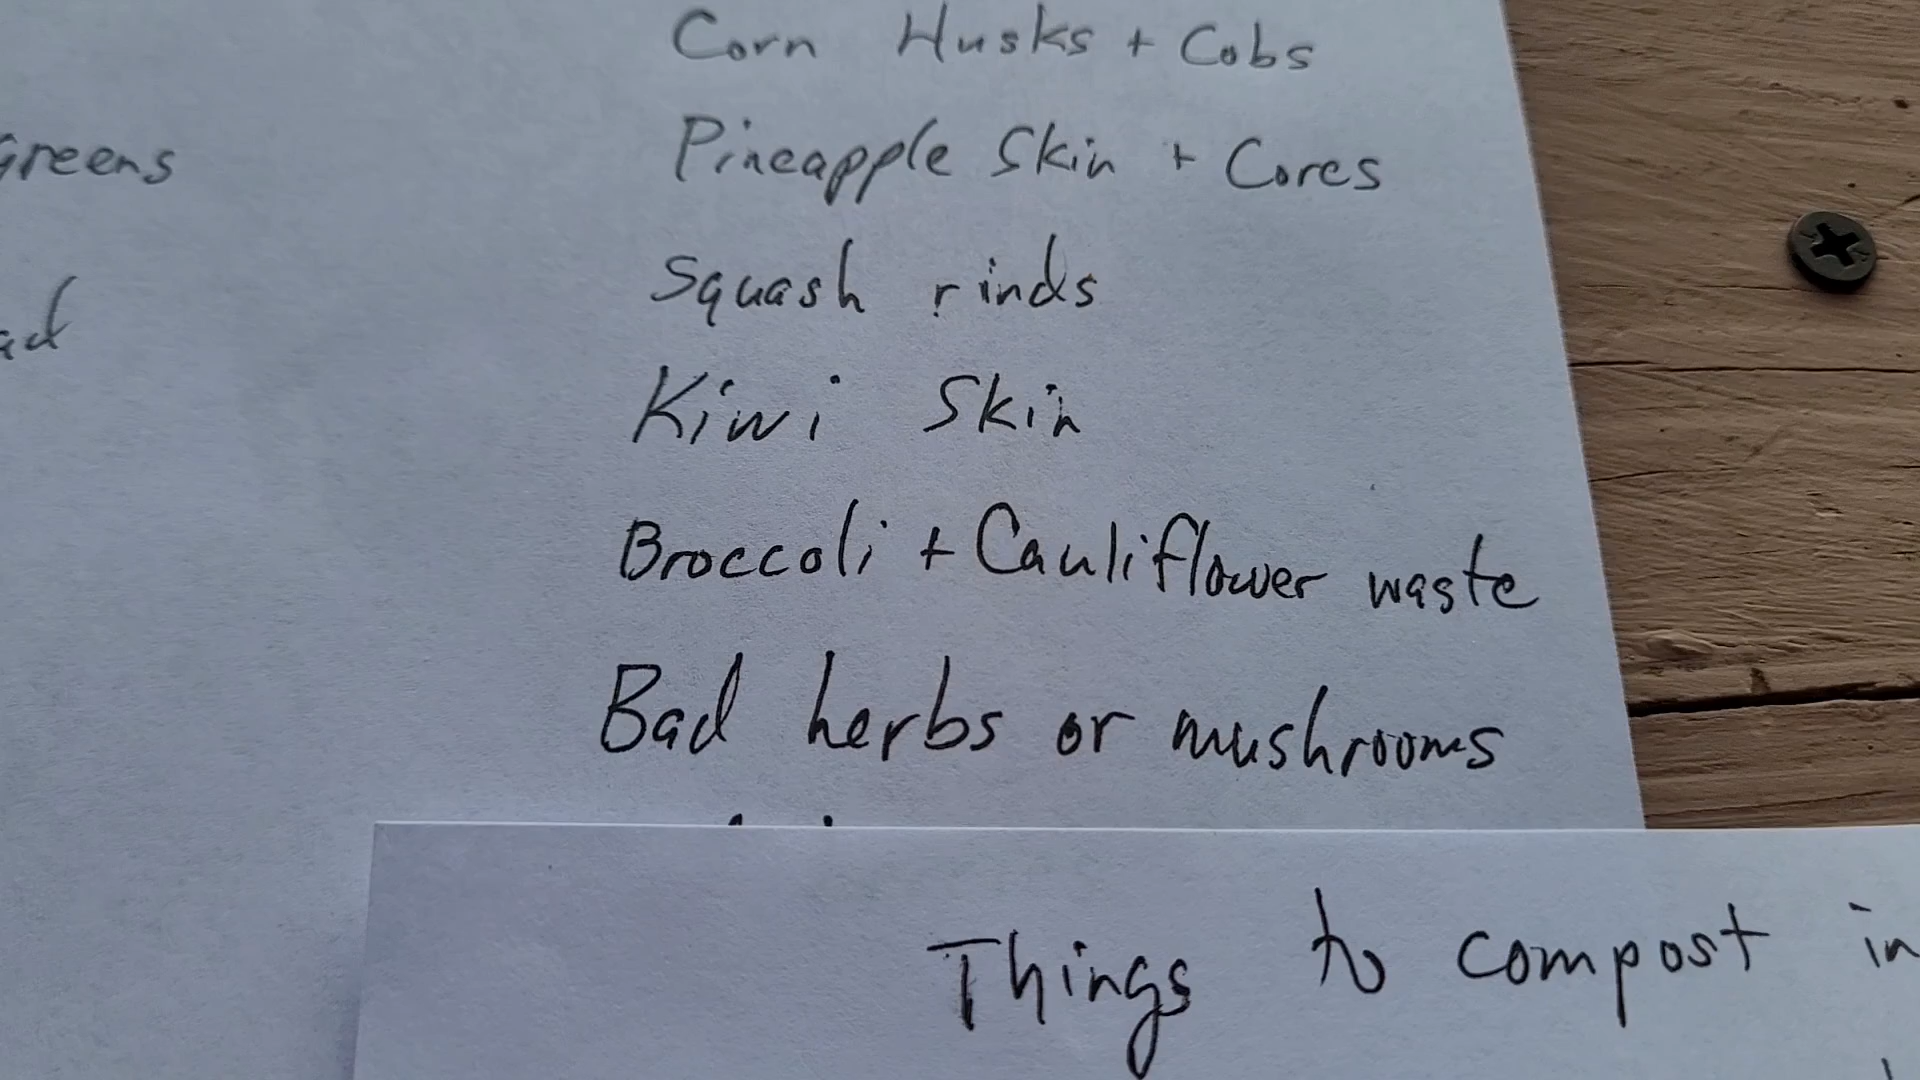 Corn Husks + Cobs
Greens
Pineapple Skin + Cores
Squash rinds
Kiwi Skin
Broccoli + Cauliflower waste
Bad herbs or mushrooms
Things to compost in